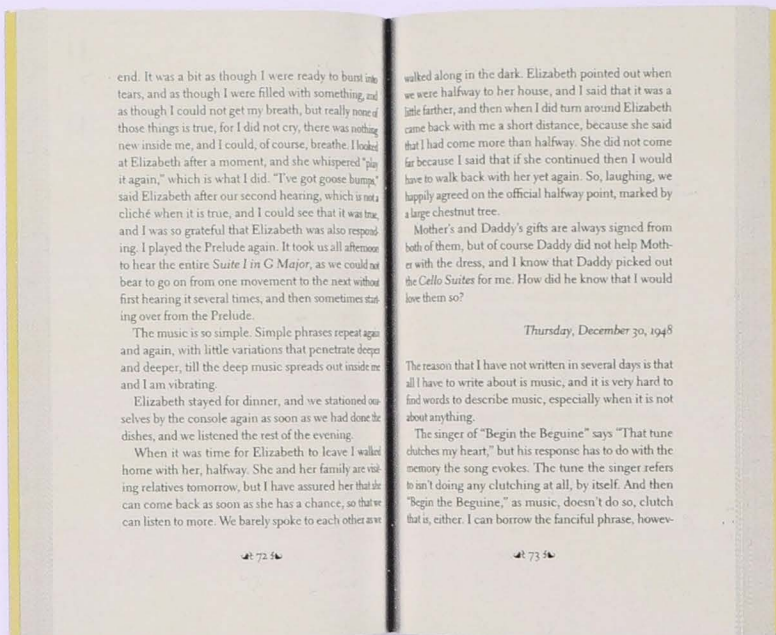 end. It was a bit as though I were ready to burst into
tears, and as though I were filled with something, and
as though I could not get my breath, but really none of
those things is true, for I did not cry, there was nothing
new inside me, and I could, of course, breathe. I looked
at Elizabeth after a moment, and she whispered "play
it again," which is what I did. "I've got goose bumps,"
said Elizabeth after our second hearing, which is not a
cliché when it is true, and I could see that it was true,
and I was so grateful that Elizabeth was also respond-
ing. I played the Prelude again. It took us all afternoon
to hear the entire Suite I in G Major, as we could not
bear to go on from one movement to the next without
first hearing it several times, and then sometimes start-
ing over from the Prelude.
The music is so simple. Simple phrases repeat again
and again, with little variations that penetrate deeper
and deeper, till the deep music spreads out inside me
and I am vibrating.
Elizabeth stayed for dinner, and we stationed our-
selves by the console again as soon as we had done the
dishes, and we listened the rest of the evening.
When it was time for Elizabeth to leave I walked
home with her, halfway. She and her family are visit-
ing relatives tomorrow, but I have assured her that she
can come back as soon as she has a chance, so that we
can listen to more. We barely spoke to each other as we
72
walked along in the dark. Elizabeth pointed out when
we were halfway to her house, and I said that it was a
little farther, and then when I did turn around Elizabeth
came back with me a short distance, because she said
that I had come more than halfway. She did not come
far because I said that if she continued then I would
have to walk back with her yet again. So, laughing, we
happily agreed on the official halfway point, marked by
a large chestnut tree.
Mother's and Daddy's gifts are always signed from
both of them, but of course Daddy did not help Moth-
er with the dress, and I know that Daddy picked out
the Cello Suites for me. How did he know that I would
love them so?
Thursday, December 30, 1948
The reason that I have not written in several days is that
all I have to write about is music, and it is very hard to
find words to describe music, especially when it is not
about anything.
The singer of "Begin the Beguine" says "That tune
clutches my heart," but his response has to do with the
memory the song evokes. The tune the singer refers
to isn't doing any clutching at all, by itself. And then
"Begin the Beguine," as music, doesn't do so, clutch
that is, either. I can borrow the fanciful phrase, howev-
73